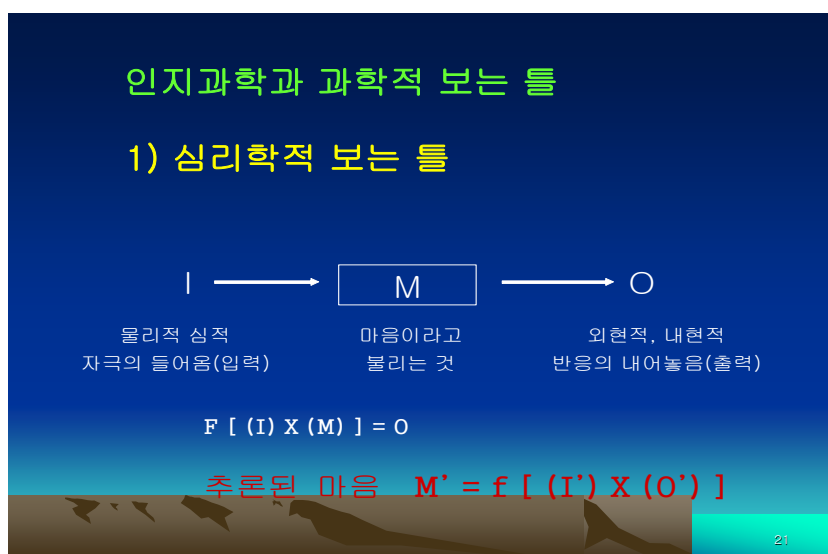 인지과학과 과학적 보는 틀
1) 심리학적 보는 틀
I M O
물리적 심적 마음이라고 외현적, 내현적
자극의 들어옴(입력) 불리는 것 반응의 내어놓음(출력)
F [ (I) X (M) ] = O
추론된 마음 M’ = f [ (I’) X (O’) ]
21